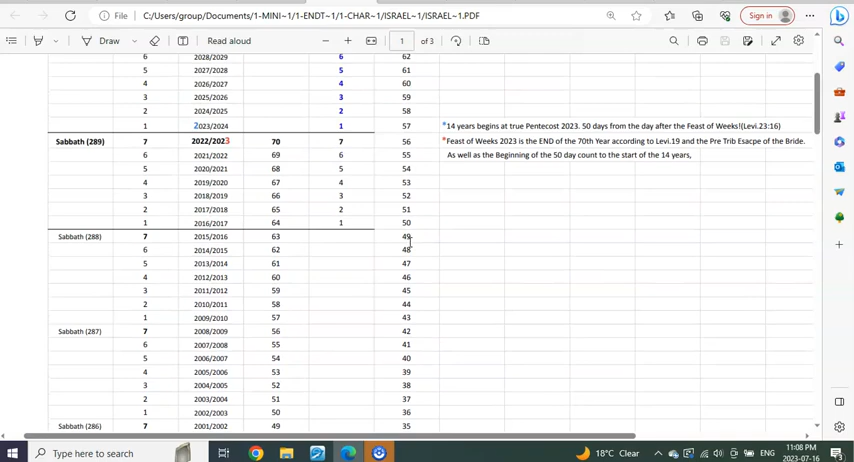 File C:/Users/group/Documents/1-MINI~1/1-ENDT~1/1-CHAR~1/ISRAEL~1/ISRAEL~1.PDF Sign in
Draw Read aloud 1 of 3
6 2028/2029 6 62
5 2027/2028 5 61
4 2026/2027 4 60
3 2025/2026 3 59
2 2024/2025 2 58
1 2023/2024 1 57 *14 years begins at true Pentecost 2023. 50 days from the day after the Feast of Weeks!(Levi.23:16)
Sabbath (289) 7 2022/2023 70 7 56 *Feast of Weeks 2023 is the END of the 70th Year according to Levi.19 and the Pre Trib Esacpe of the Bride.
6 2021/2022 69 6 55 As well as the Beginning of the 50 day count to the start of the 14 years,
5 2020/2021 68 5 54
4 2019/2020 67 4 53
3 2018/2019 66 3 52
2 2017/2018 65 2 51
1 2016/2017 64 1 50
Sabbath (288) 7 2015/2016 63 49
6 2014/2015 62 48
5 2013/2014 61 47
4 2012/2013 60 46
3 2011/2012 59 45
2 2010/2011 58 44
1 2009/2010 57 43
Sabbath (287) 7 2008/2009 56 42
6 2007/2008 55 41
5 2006/2007 54 40
4 2005/2006 53 39
3 2004/2005 52 38
2 2003/2004 51 37
1 2002/2003 50 36
Sabbath (286) 7 2001/2002 49 35
Type here to search 18°C Clear ENG 11:08 PM
2023-07-16